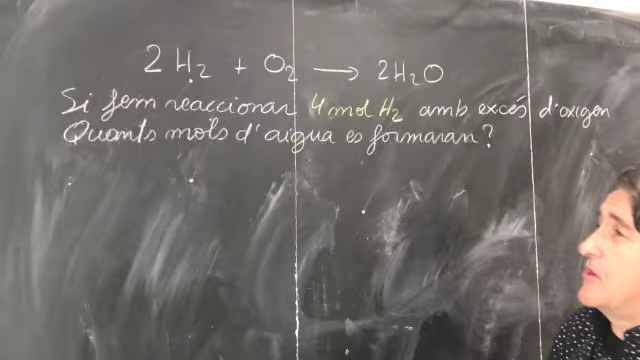 2 H₂ + O₂ → 2H₂O
Si fem reaccionar 4 mol H₂ amb excés d'oxigen
Quants mols d'aigua es formaran?